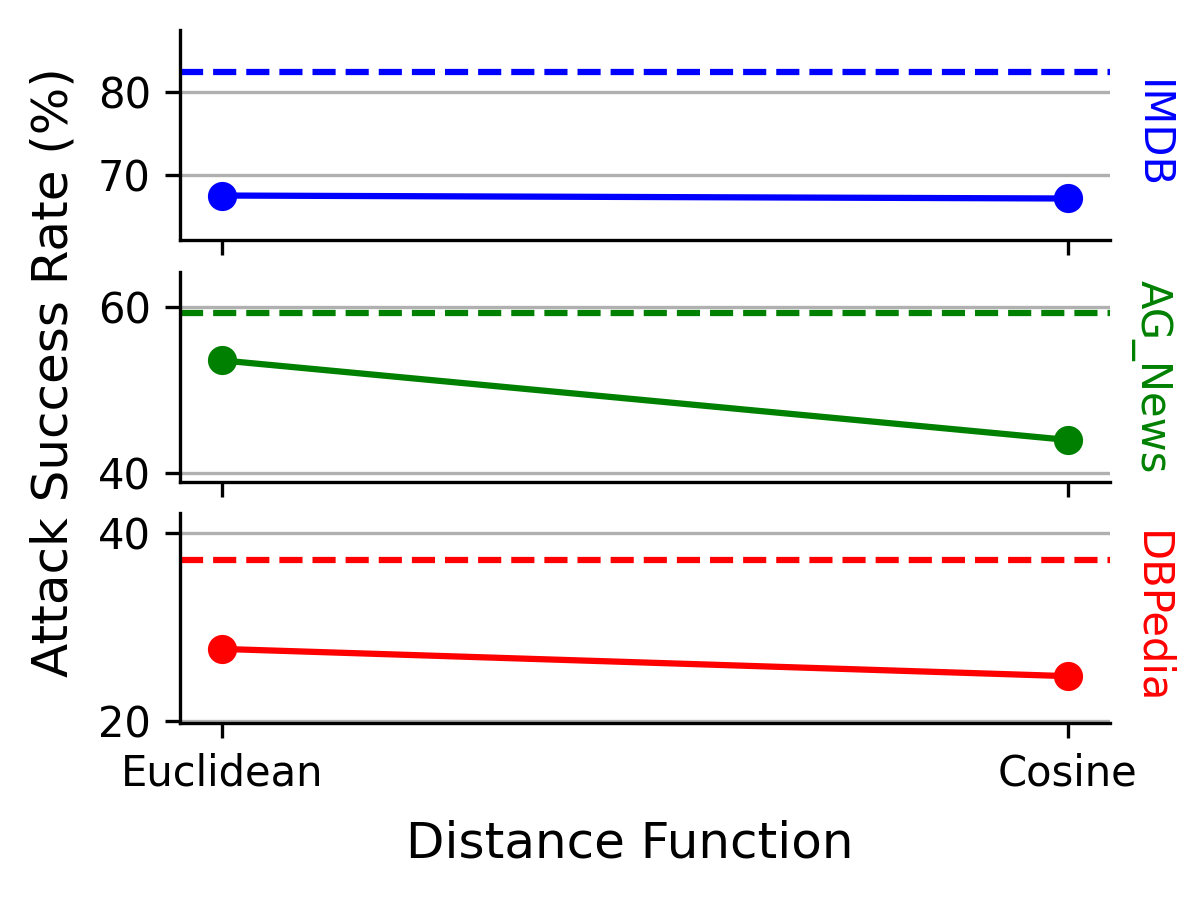 Attack Success Rate (%)
80
70
IMDB
60
40
AG_News
40
20
DBPedia
Euclidean
Cosine
Distance Function